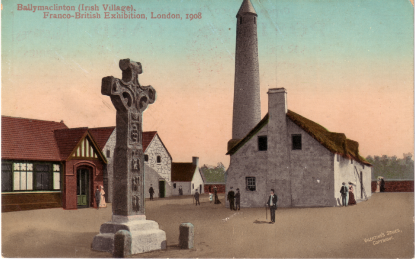 Ballymaclinton (Irish Village),
Franco-British Exhibition, London, 1908